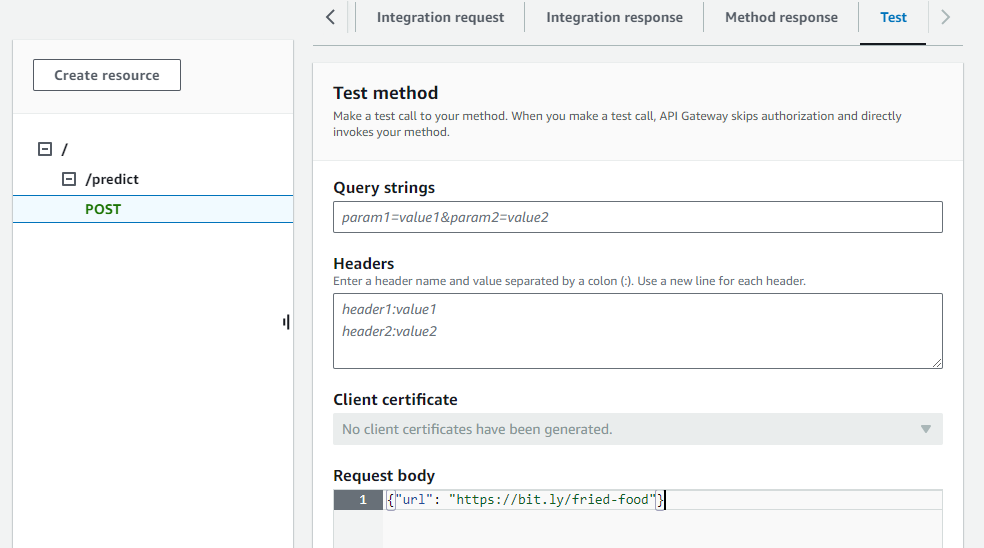 Integration request
Integration response
Method response
Test
Create resource
/
/predict
POST
Test method
Make a test call to your method. When you make a test call, API Gateway skips authorization and directly
invokes your method.
Query strings
param1=value1&param2=value2
Headers
Enter a header name and value separated by a colon (:). Use a new line for each header.
header1:value1
header2:value2
Client certificate
No client certificates have been generated.
Request body
1 {"url": "https://bit.ly/fried-food"}